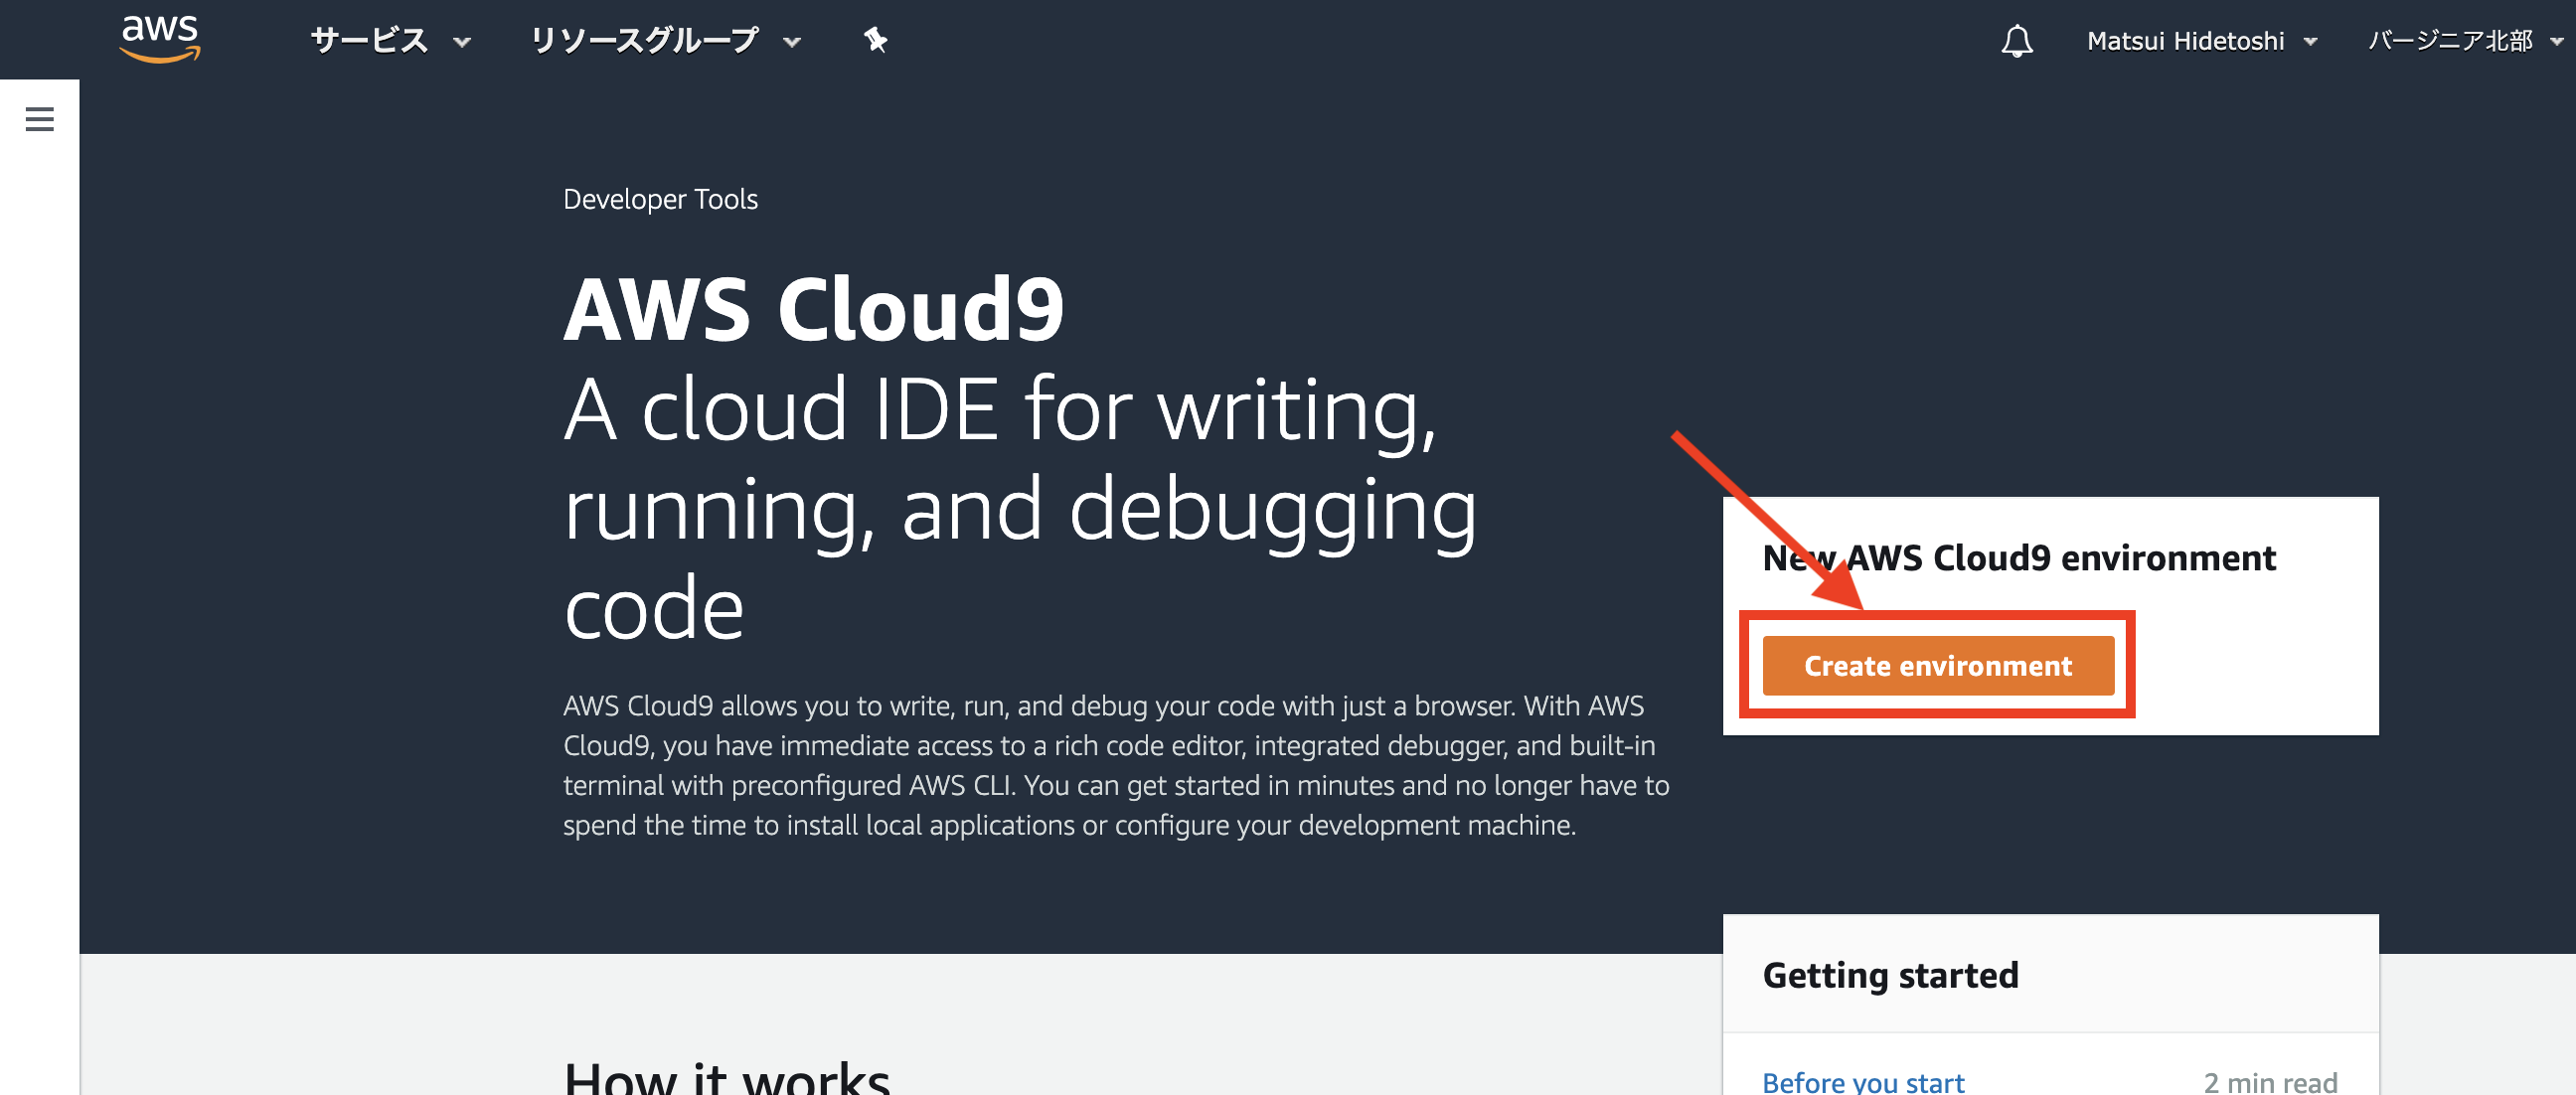 aws
サービス
リソースグループ
Matsui Hidetoshi
バージニア北部
Developer Tools
AWS Cloud9
A cloud IDE for writing,
running, and debugging
code
AWS Cloud9 allows you to write, run, and debug your code with just a browser. With AWS
Cloud9, you have immediate access to a rich code editor, integrated debugger, and built-in
terminal with preconfigured AWS CLI. You can get started in minutes and no longer have to
spend the time to install local applications or configure your development machine.
New AWS Cloud9 environment
Create environment
Getting started
Before you start
2 min read
How it works